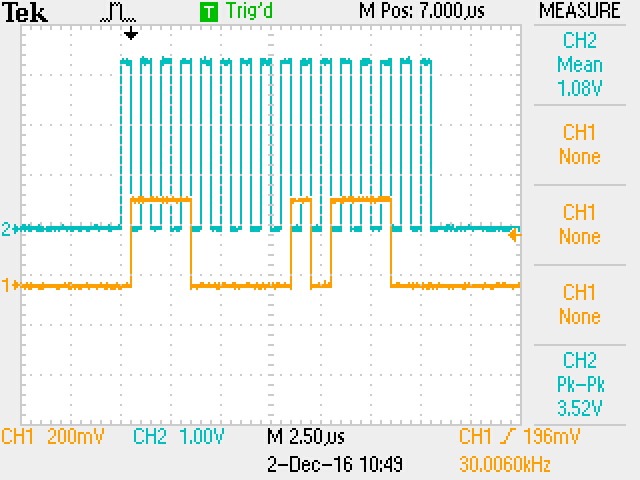 Tek T Trig'd M Pos: 7.000µs MEASURE
CH2
Mean
1.08V
CH1
None
CH1
None
CH1
None
CH2
Pk-Pk
3.52V
2
1
CH1 200mV CH2 1.00V M 2.50µs CH1 196mV
2-Dec-16 10:49 30.0060kHz